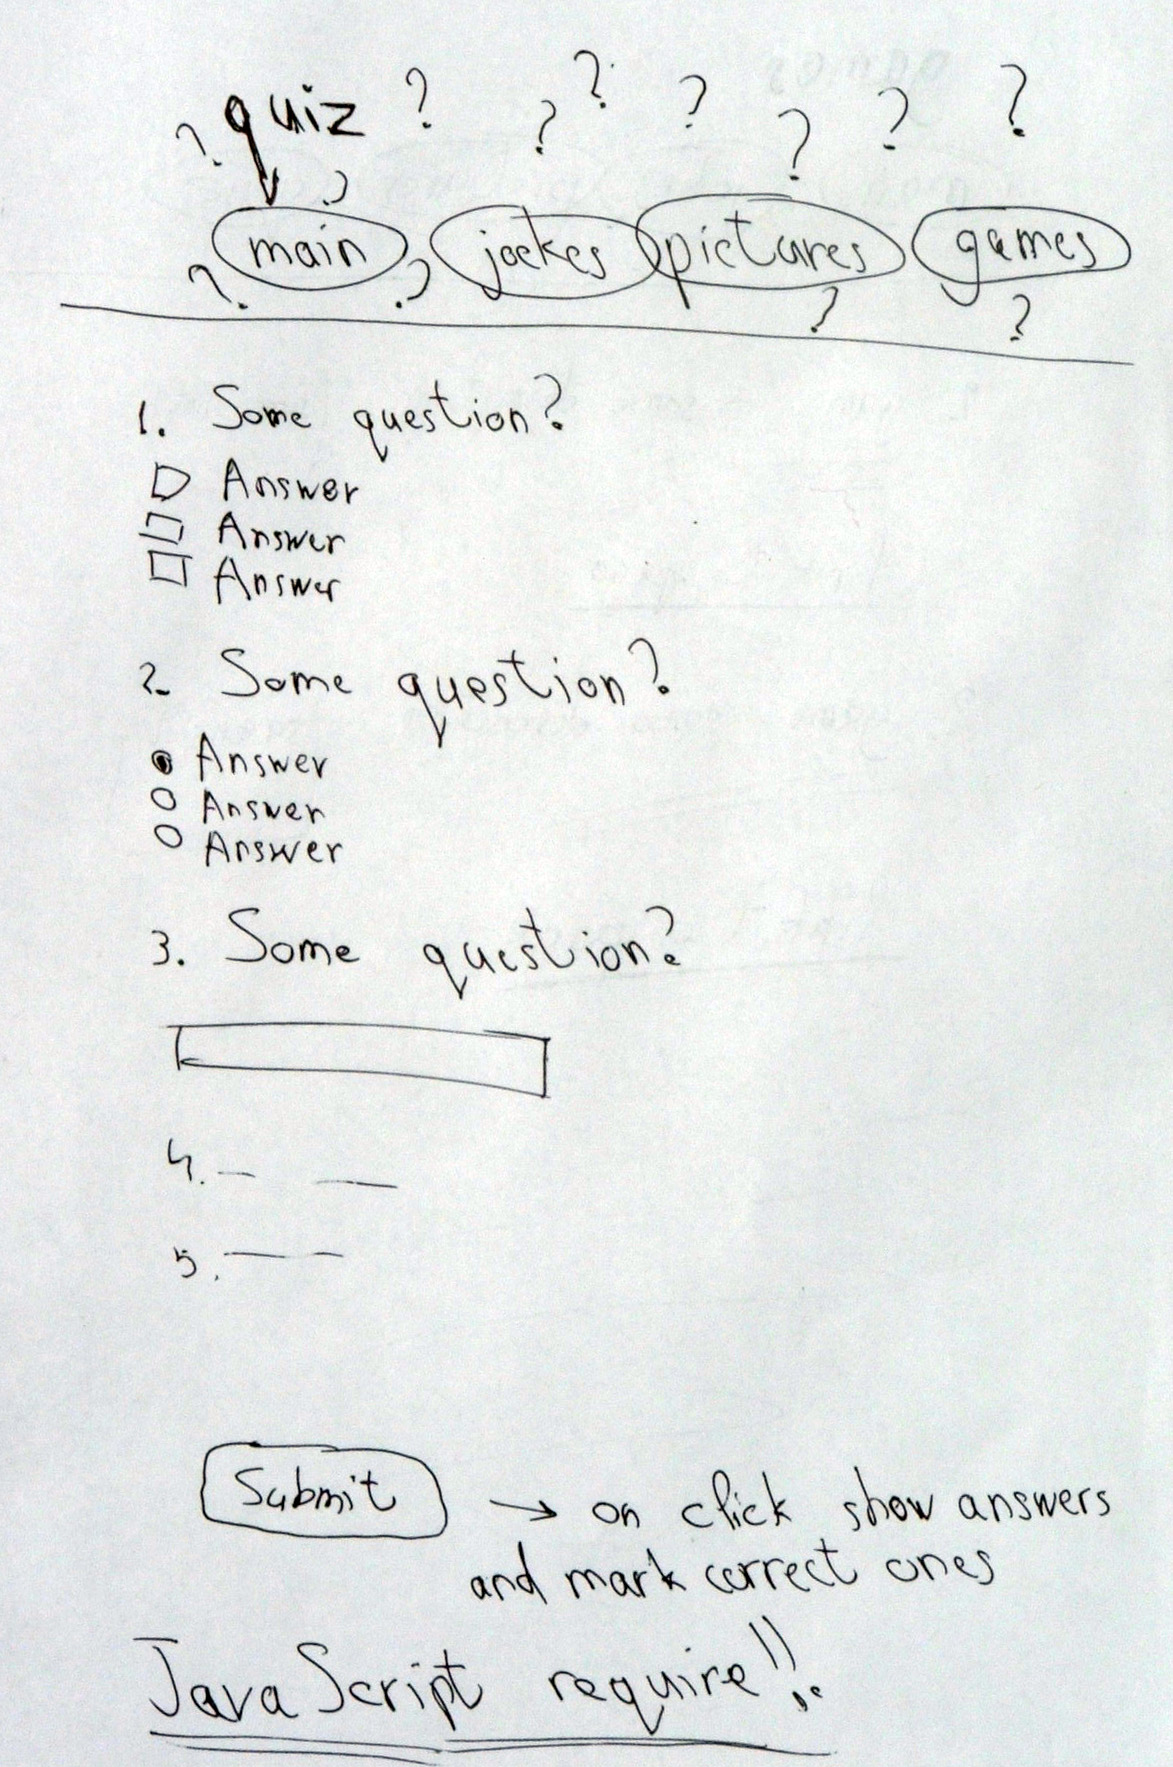 quiz ? ? ? ? ? ? ? ?
?
main jockes pictures games
? ? ? ?
1. Some question?
Answer
Answer
Answer
2. Some question?
Answer
Answer
Answer
3. Some question?
4. — —
5. — —
Submit → on click show answers
and mark correct ones
JavaScript require!!